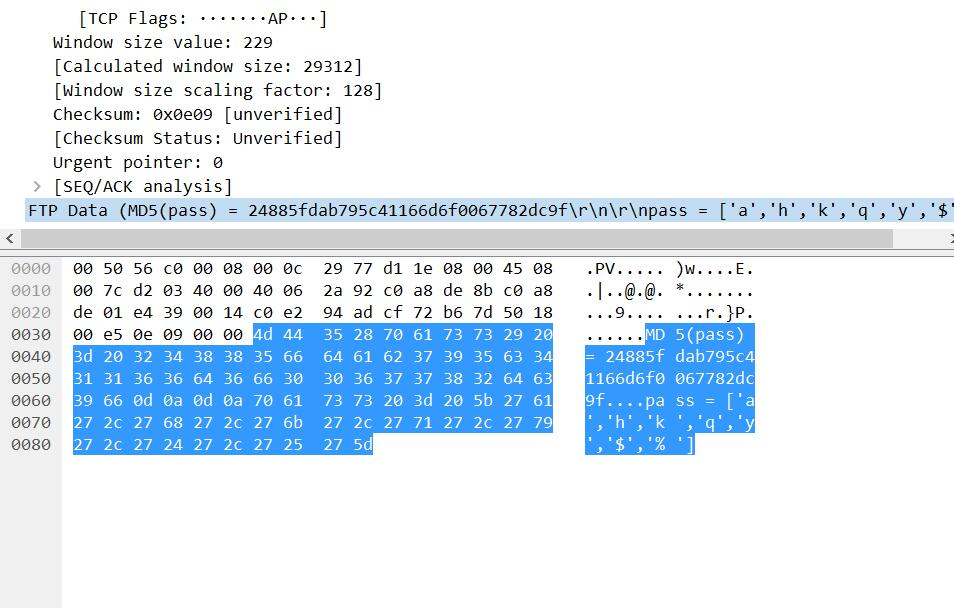 [TCP Flags: ·······AP···]
Window size value: 229
[Calculated window size: 29312]
[Window size scaling factor: 128]
Checksum: 0x0e09 [unverified]
[Checksum Status: Unverified]
Urgent pointer: 0
[SEQ/ACK analysis]
FTP Data (MD5(pass) = 24885fdab795c41166d6f0067782dc9f\r\n\r\npass = ['a','h','k','q','y','$'
0000 00 50 56 c0 00 08 00 0c 29 77 d1 1e 08 00 45 08 .PV..... )w....E.
0010 00 7c d2 03 40 00 40 06 2a 92 c0 a8 de 8b c0 a8 .|..@.@. *.......
0020 de 01 e4 39 00 14 c0 e2 94 ad cf 72 b6 7d 50 18 ...9.... ...r.}P.
0030 00 e5 0e 09 00 00 4d 44 35 28 70 61 73 73 29 20 ......MD 5(pass)
0040 3d 20 32 34 38 38 35 66 64 61 62 37 39 35 63 34 = 24885f dab795c4
0050 31 31 36 36 64 36 66 30 30 36 37 37 38 32 64 63 1166d6f0 067782dc
0060 39 66 0d 0a 0d 0a 70 61 73 73 20 3d 20 5b 27 61 9f....pa ss = ['a
0070 27 2c 27 68 27 2c 27 6b 27 2c 27 71 27 2c 27 79 ','h','k ','q','y
0080 27 2c 27 24 27 2c 27 25 27 5d ','$','% ']